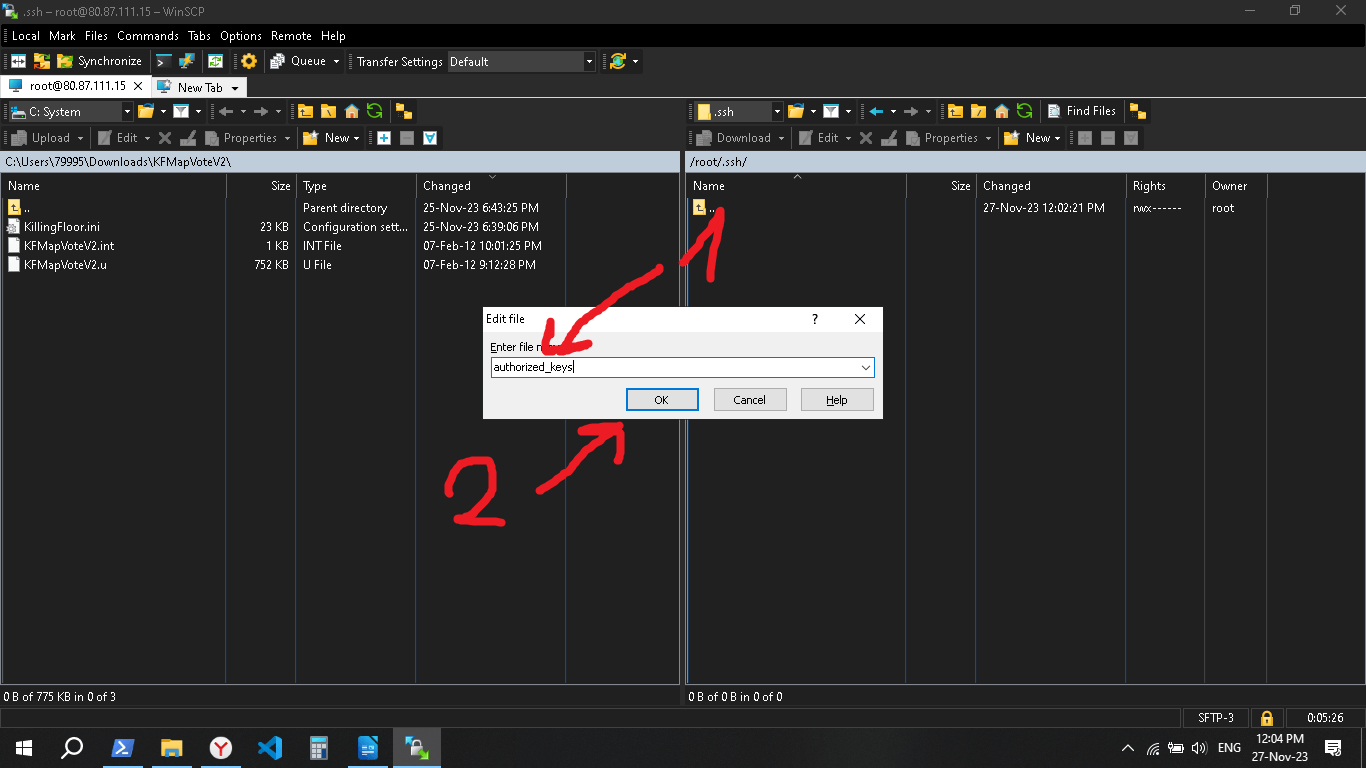 .ssh – root@80.87.111.15 – WinSCP
Local Mark Files Commands Tabs Options Remote Help
Synchronize Queue Transfer Settings Default
root@80.87.111.15 New Tab
C: System .ssh Find Files
Upload Edit Properties New Download Edit Properties New
C:\Users\79995\Downloads\KFMapVoteV2\ /root/.ssh/
Name Size Type Changed Name Size Changed Rights Owner
.. Parent directory 25-Nov-23 6:43:25 PM .. 27-Nov-23 12:02:21 PM rwx------ root
KillingFloor.ini 23 KB Configuration sett... 25-Nov-23 6:39:06 PM
KFMapVoteV2.int 1 KB INT File 07-Feb-12 10:01:25 PM
KFMapVoteV2.u 752 KB U File 07-Feb-12 9:12:28 PM
1
Edit file ?
Enter file
authorized_keys
OK Cancel Help
2
0 B of 775 KB in 0 of 3 0 B of 0 B in 0 of 0
SFTP-3 0:05:26
ENG 12:04 PM
27-Nov-23